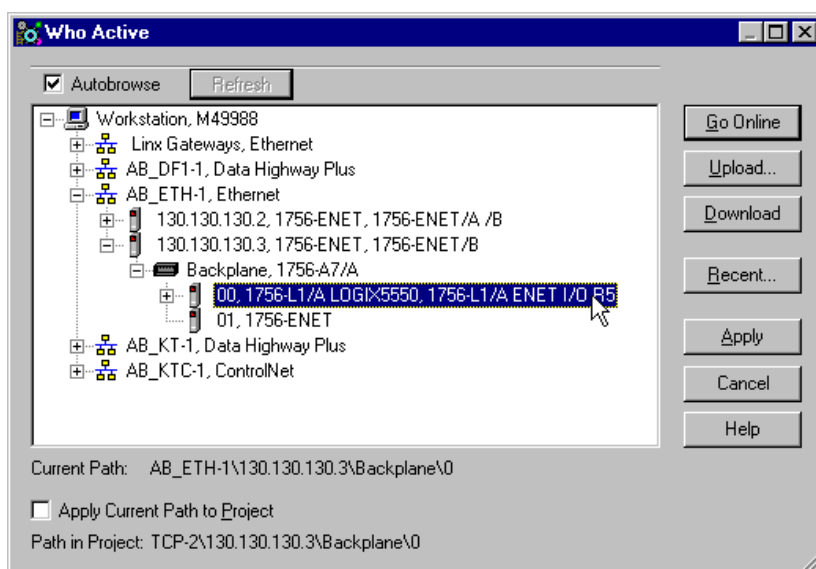 Who Active
Autobrowse
Refresh
Workstation, M49988
Linx Gateways, Ethernet
AB_DF1-1, Data Highway Plus
AB_ETH-1, Ethernet
130.130.130.2, 1756-ENET, 1756-ENET/A /B
130.130.130.3, 1756-ENET, 1756-ENET/B
Backplane, 1756-A7/A
00, 1756-L1/A LOGIX5550, 1756-L1/A ENET I/O R5
01, 1756-ENET
AB_KT-1, Data Highway Plus
AB_KTC-1, ControlNet
Go Online
Upload...
Download
Recent...
Apply
Cancel
Help
Current Path: AB_ETH-1\130.130.130.3\Backplane\0
Apply Current Path to Project
Path in Project: TCP-2\130.130.130.3\Backplane\0